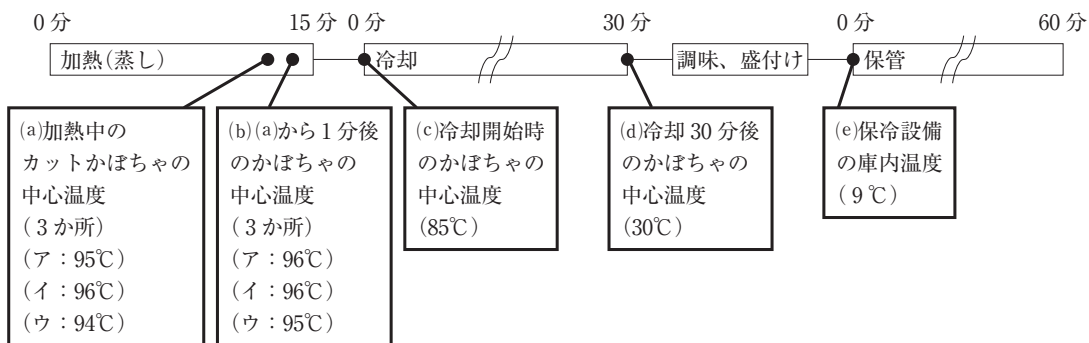 0分 15分 0分 30分 0分 60分
加熱(蒸し) 冷却 調味、盛付け 保管
(a)加熱中の
カットかぼちゃの
中心温度
(3か所)
(ア:95℃)
(イ:96℃)
(ウ:94℃)
(b)(a)から1分後
のかぼちゃの
中心温度
(3か所)
(ア:96℃)
(イ:96℃)
(ウ:95℃)
(c)冷却開始時
のかぼちゃの
中心温度
(85℃)
(d)冷却30分後
のかぼちゃの
中心温度
(30℃)
(e)保冷設備
の庫内温度
(9℃)